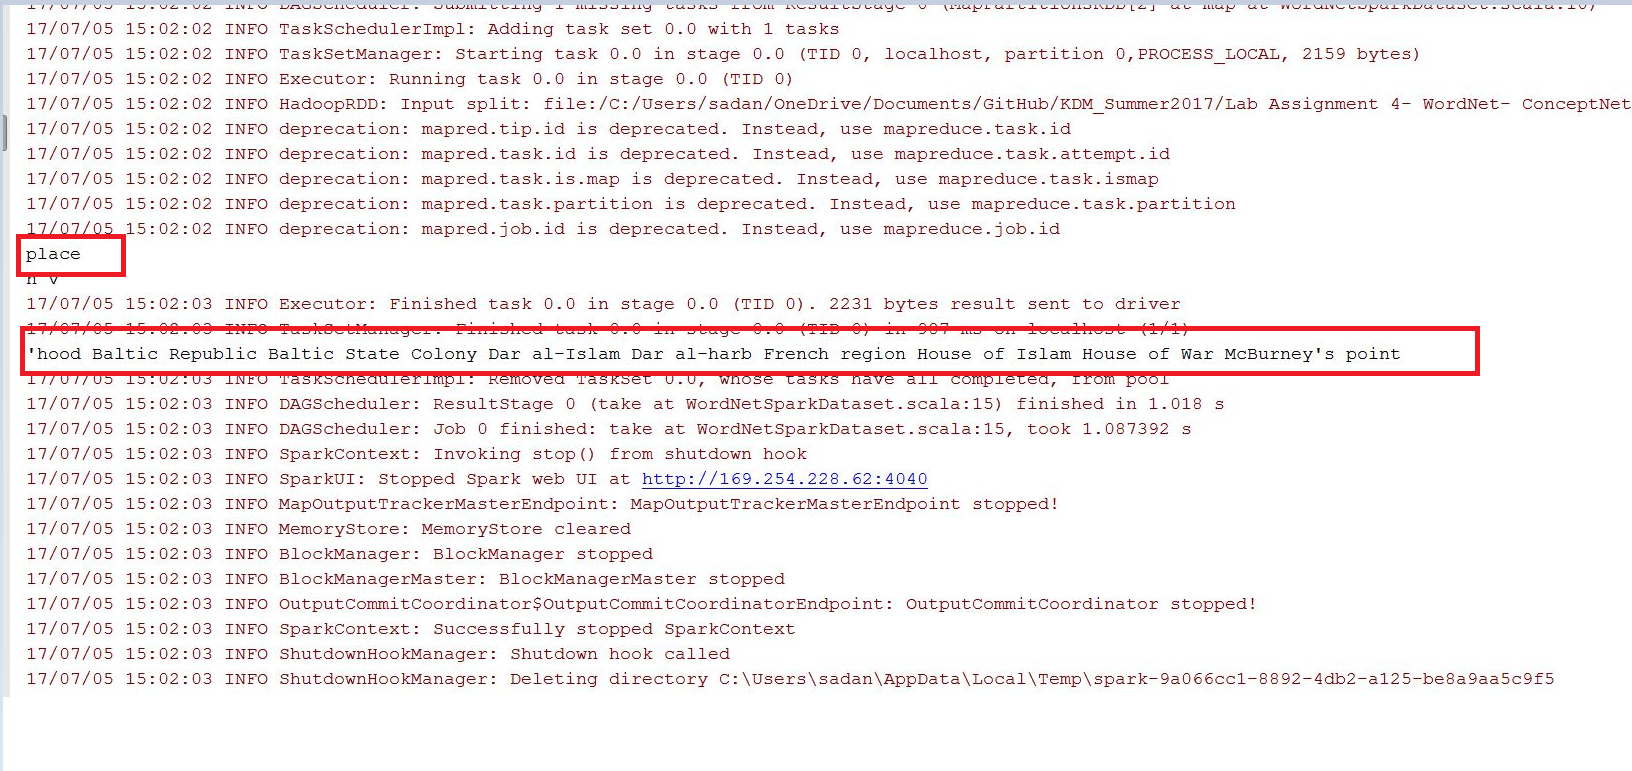 17/07/05 15:02:02 INFO DAGScheduler: Submitting 1 missing tasks from ResultStage 0 (MapPartitionsRDD[2] at map at WordNetSparkDataset.scala:10)
17/07/05 15:02:02 INFO TaskSchedulerImpl: Adding task set 0.0 with 1 tasks
17/07/05 15:02:02 INFO TaskSetManager: Starting task 0.0 in stage 0.0 (TID 0, localhost, partition 0,PROCESS_LOCAL, 2159 bytes)
17/07/05 15:02:02 INFO Executor: Running task 0.0 in stage 0.0 (TID 0)
17/07/05 15:02:02 INFO HadoopRDD: Input split: file:/C:/Users/sadan/OneDrive/Documents/GitHub/KDM_Summer2017/Lab Assignment 4- WordNet- ConceptNet
17/07/05 15:02:02 INFO deprecation: mapred.tip.id is deprecated. Instead, use mapreduce.task.id
17/07/05 15:02:02 INFO deprecation: mapred.task.id is deprecated. Instead, use mapreduce.task.attempt.id
17/07/05 15:02:02 INFO deprecation: mapred.task.is.map is deprecated. Instead, use mapreduce.task.ismap
17/07/05 15:02:02 INFO deprecation: mapred.task.partition is deprecated. Instead, use mapreduce.task.partition
17/07/05 15:02:02 INFO deprecation: mapred.job.id is deprecated. Instead, use mapreduce.job.id
place
n v
17/07/05 15:02:03 INFO Executor: Finished task 0.0 in stage 0.0 (TID 0). 2231 bytes result sent to driver
17/07/05 15:02:03 INFO TaskSetManager: Finished task 0.0 in stage 0.0 (TID 0) in 987 ms on localhost (1/1)
'hood Baltic Republic Baltic State Colony Dar al-Islam Dar al-harb French region House of Islam House of War McBurney's point
17/07/05 15:02:03 INFO TaskSchedulerImpl: Removed TaskSet 0.0, whose tasks have all completed, from pool
17/07/05 15:02:03 INFO DAGScheduler: ResultStage 0 (take at WordNetSparkDataset.scala:15) finished in 1.018 s
17/07/05 15:02:03 INFO DAGScheduler: Job 0 finished: take at WordNetSparkDataset.scala:15, took 1.087392 s
17/07/05 15:02:03 INFO SparkContext: Invoking stop() from shutdown hook
17/07/05 15:02:03 INFO SparkUI: Stopped Spark web UI at http://169.254.228.62:4040
17/07/05 15:02:03 INFO MapOutputTrackerMasterEndpoint: MapOutputTrackerMasterEndpoint stopped!
17/07/05 15:02:03 INFO MemoryStore: MemoryStore cleared
17/07/05 15:02:03 INFO BlockManager: BlockManager stopped
17/07/05 15:02:03 INFO BlockManagerMaster: BlockManagerMaster stopped
17/07/05 15:02:03 INFO OutputCommitCoordinator$OutputCommitCoordinatorEndpoint: OutputCommitCoordinator stopped!
17/07/05 15:02:03 INFO SparkContext: Successfully stopped SparkContext
17/07/05 15:02:03 INFO ShutdownHookManager: Shutdown hook called
17/07/05 15:02:03 INFO ShutdownHookManager: Deleting directory C:\Users\sadan\AppData\Local\Temp\spark-9a066cc1-8892-4db2-a125-be8a9aa5c9f5